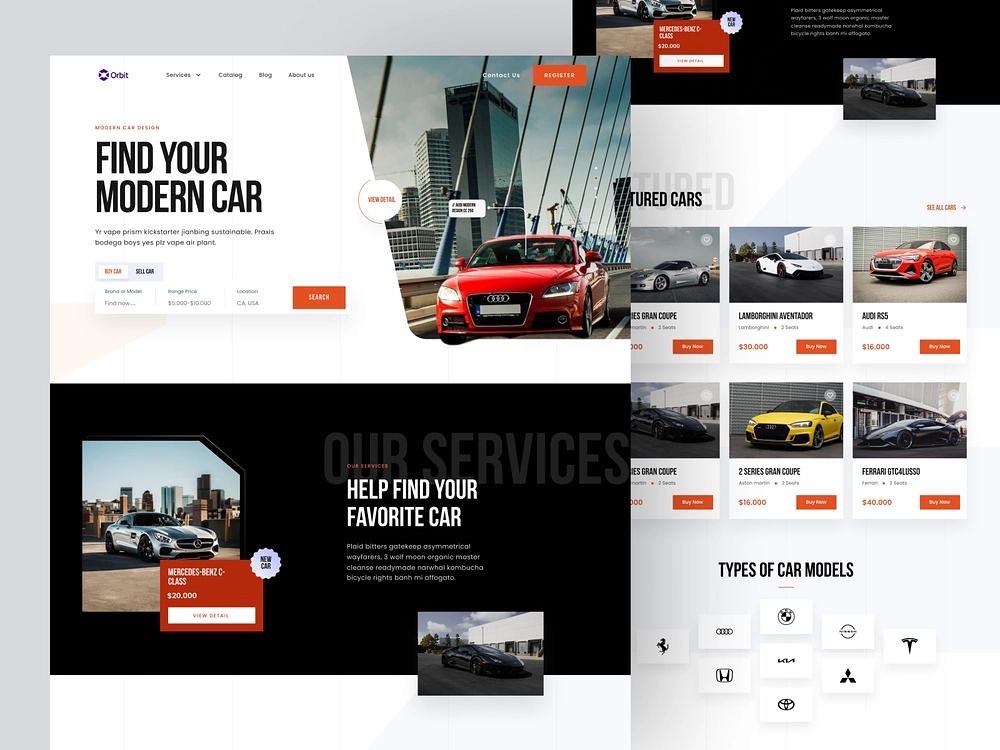 Orbit
Services
Catalog
Blog
About us
Contact Us
REGISTER
MODERN CAR DESIGN
FIND YOUR
MODERN CAR
Yr vape prism kickstarter jianbing sustainable. Praxis
bodega boys yes plz vape air plant.
VIEW DETAIL
// AUDI MODERN
DESIGN CC 250
BUY CAR
SELL CAR
Brand or Model
Find now....
Range Price
$5.000-$10.000
Location
CA, USA
SEARCH
OUR SERVICES
OUR SERVICES
HELP FIND YOUR
FAVORITE CAR
Plaid bitters gatekeep asymmetrical
wayfarers, 3 wolf moon organic master
cleanse readymade narwhal kombucha
bicycle rights banh mi affogato.
NEW
CAR
MERCEDES-BENZ C-
CLASS
$20.000
VIEW DETAIL
NEW
CAR
MERCEDES-BENZ C-
CLASS
$20.000
VIEW DETAIL
Plaid bitters gatekeep asymmetrical
wayfarers, 3 wolf moon organic master
cleanse readymade narwhal kombucha
bicycle rights banh mi affogato.
TURED
TURED CARS
SEE ALL CARS
IES GRAN COUPE
martin
2 Seats
00
Buy Now
LAMBORGHINI AVENTADOR
Lamborghini
2 Seats
$30.000
Buy Now
AUDI RS5
Audi
4 Seats
$16.000
Buy Now
IES GRAN COUPE
martin
2 Seats
00
Buy Now
2 SERIES GRAN COUPE
Aston martin
2 Seats
$16.000
Buy Now
FERRARI GTC4LUSSO
Ferrari
2 Seats
$40.000
Buy Now
TYPES OF CAR MODELS